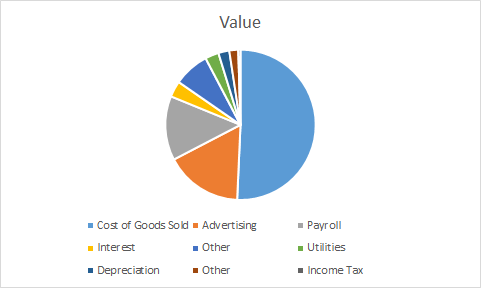 Value
Cost of Goods Sold Advertising Payroll
Interest Other Utilities
Depreciation Other Income Tax